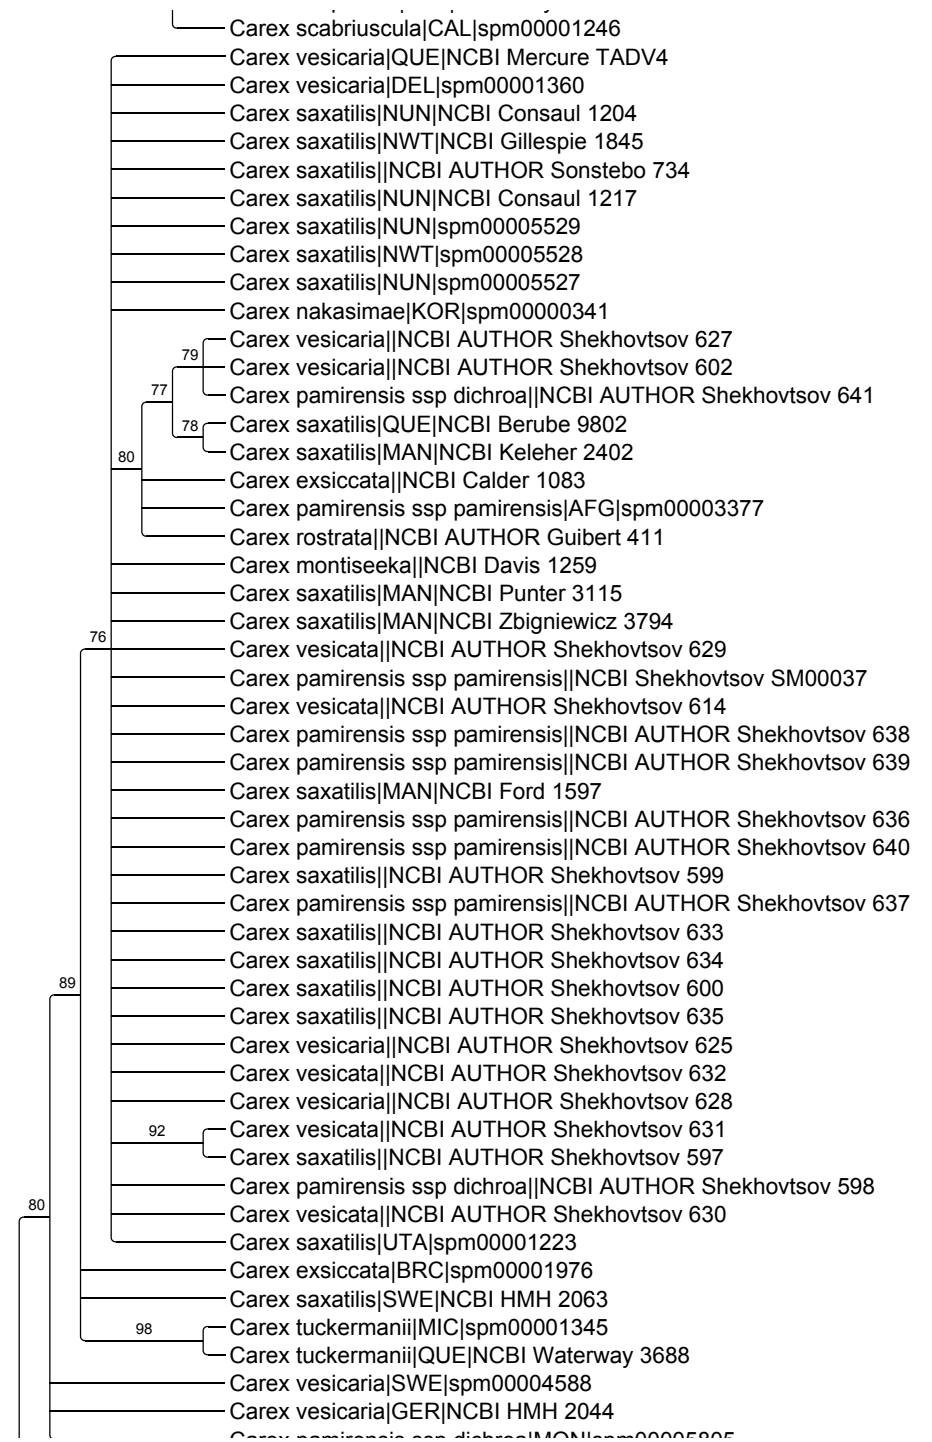 Carex scabriuscula|CAL|spm00001246
Carex vesicaria|QUE|NCBI Mercure TADV4
Carex vesicaria|DEL|spm00001360
Carex saxatilis|NUN|NCBI Consaul 1204
Carex saxatilis|NWT|NCBI Gillespie 1845
Carex saxatilis||NCBI AUTHOR Sonstebo 734
Carex saxatilis|NUN|NCBI Consaul 1217
Carex saxatilis|NUN|spm00005529
Carex saxatilis|NWT|spm00005528
Carex saxatilis|NUN|spm00005527
Carex nakasimae|KOR|spm00000341
Carex vesicaria||NCBI AUTHOR Shekhovtsov 627
79
Carex vesicaria||NCBI AUTHOR Shekhovtsov 602
77
Carex pamirensis ssp dichroa||NCBI AUTHOR Shekhovtsov 641
78
Carex saxatilis|QUE|NCBI Berube 9802
80
Carex saxatilis|MAN|NCBI Keleher 2402
Carex exsiccata||NCBI Calder 1083
Carex pamirensis ssp pamirensis|AFG|spm00003377
Carex rostrata||NCBI AUTHOR Guibert 411
Carex montiseeka||NCBI Davis 1259
Carex saxatilis|MAN|NCBI Punter 3115
Carex saxatilis|MAN|NCBI Zbigniewicz 3794
76
Carex vesicata||NCBI AUTHOR Shekhovtsov 629
Carex pamirensis ssp pamirensis||NCBI Shekhovtsov SM00037
Carex vesicata||NCBI AUTHOR Shekhovtsov 614
Carex pamirensis ssp pamirensis||NCBI AUTHOR Shekhovtsov 638
Carex pamirensis ssp pamirensis||NCBI AUTHOR Shekhovtsov 639
Carex saxatilis|MAN|NCBI Ford 1597
Carex pamirensis ssp pamirensis||NCBI AUTHOR Shekhovtsov 636
Carex pamirensis ssp pamirensis||NCBI AUTHOR Shekhovtsov 640
Carex saxatilis||NCBI AUTHOR Shekhovtsov 599
Carex pamirensis ssp pamirensis||NCBI AUTHOR Shekhovtsov 637
Carex saxatilis||NCBI AUTHOR Shekhovtsov 633
Carex saxatilis||NCBI AUTHOR Shekhovtsov 634
89
Carex saxatilis||NCBI AUTHOR Shekhovtsov 600
Carex saxatilis||NCBI AUTHOR Shekhovtsov 635
Carex vesicaria||NCBI AUTHOR Shekhovtsov 625
Carex vesicata||NCBI AUTHOR Shekhovtsov 632
Carex vesicaria||NCBI AUTHOR Shekhovtsov 628
92
Carex vesicata||NCBI AUTHOR Shekhovtsov 631
Carex saxatilis||NCBI AUTHOR Shekhovtsov 597
Carex pamirensis ssp dichroa||NCBI AUTHOR Shekhovtsov 598
80
Carex vesicata||NCBI AUTHOR Shekhovtsov 630
Carex saxatilis|UTA|spm00001223
Carex exsiccata|BRC|spm00001976
Carex saxatilis|SWE|NCBI HMH 2063
98
Carex tuckermanii|MIC|spm00001345
Carex tuckermanii|QUE|NCBI Waterway 3688
Carex vesicaria|SWE|spm00004588
Carex vesicaria|GER|NCBI HMH 2044
Carex pamirensis ssp dichroa|MON|spm00005805